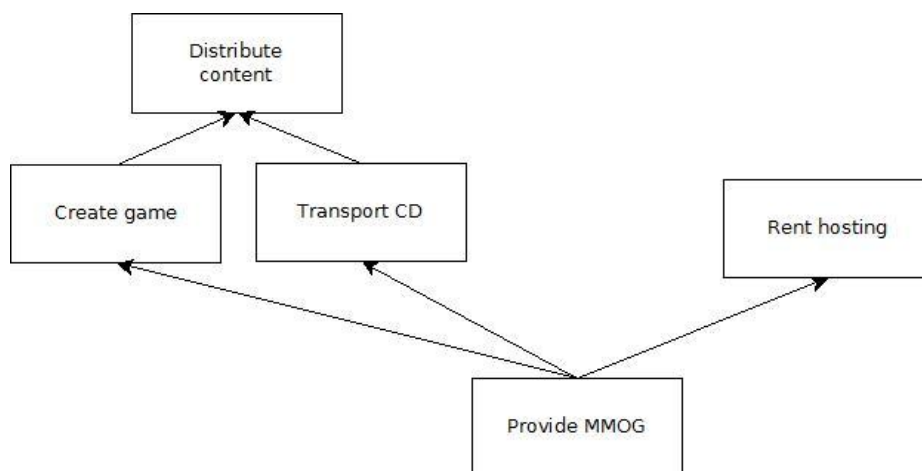 Distribute
content
Create game
Transport CD
Rent hosting
Provide MMOG